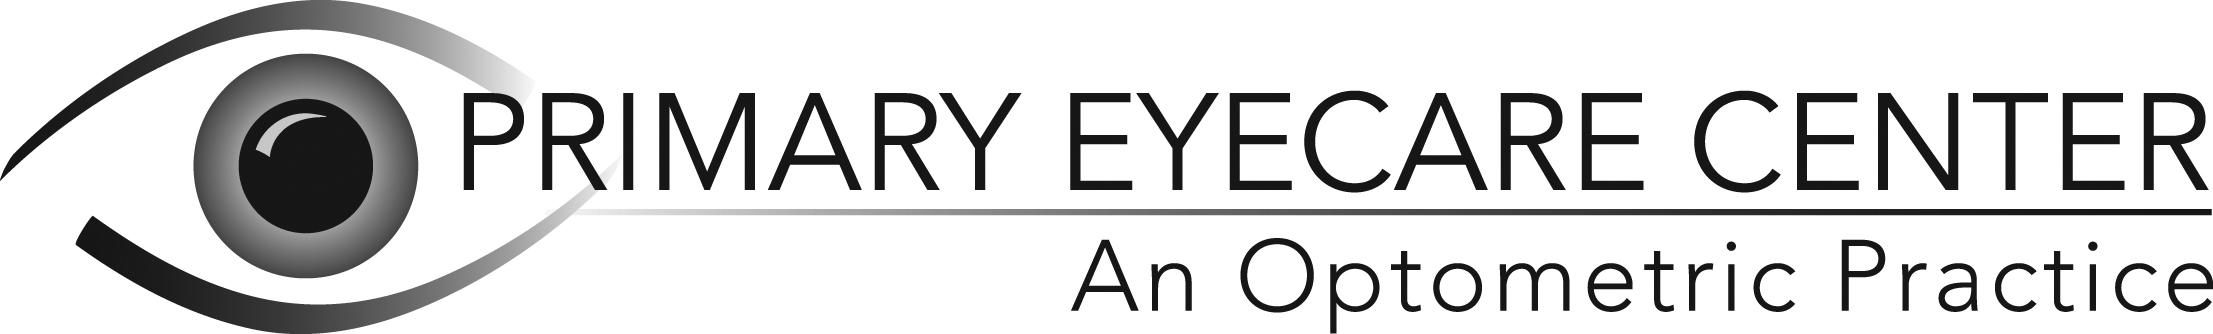 PRIMARY EYECARE CENTER
An Optometric Practice